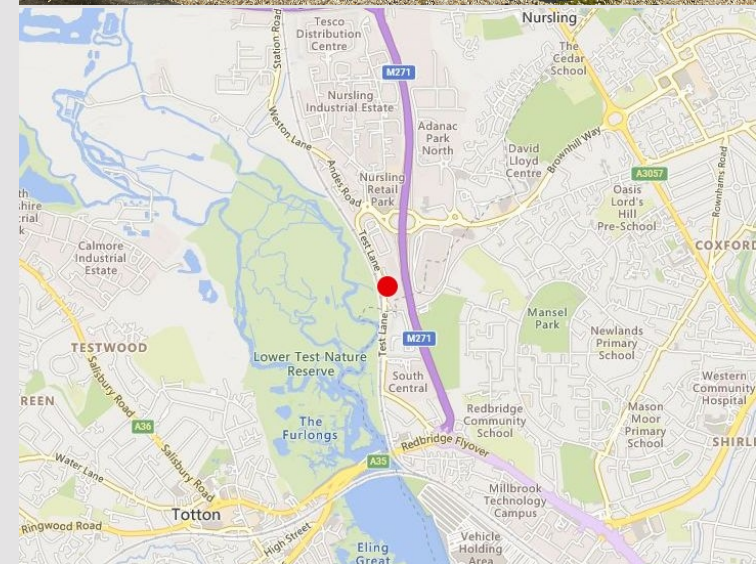 Nursling
Tesco
Distribution
Centre
Station Road
The
Cedar
School
M271
Nursling
Industrial Estate
Weston Lane
Adanac
Park
North
David
Lloyd
Centre
Brownhill Way
A3057
Rownhams Road
Andes Road
Nursling
Retail
Park
Oasis
Lord's
Hill
Pre-School
COXFORD
Calmore
Industrial
Estate
Test Lane
Mansel
Park
Newlands
Primary
School
M271
Test Lane
TESTWOOD
Salisbury Road
Lower Test Nature
Reserve
South
Central
Western
Community
Hospital
REEN
A36
The
Furlongs
Redbridge
Community
School
Mason
Moor
Primary
School
SHIRL
Redbridge Flyover
A35
Water Lane
Salisbury Road
Totton
Millbrook
Technology
Campus
Ringwood Road
High Street
Eling
Great
Vehicle
Holding
Area